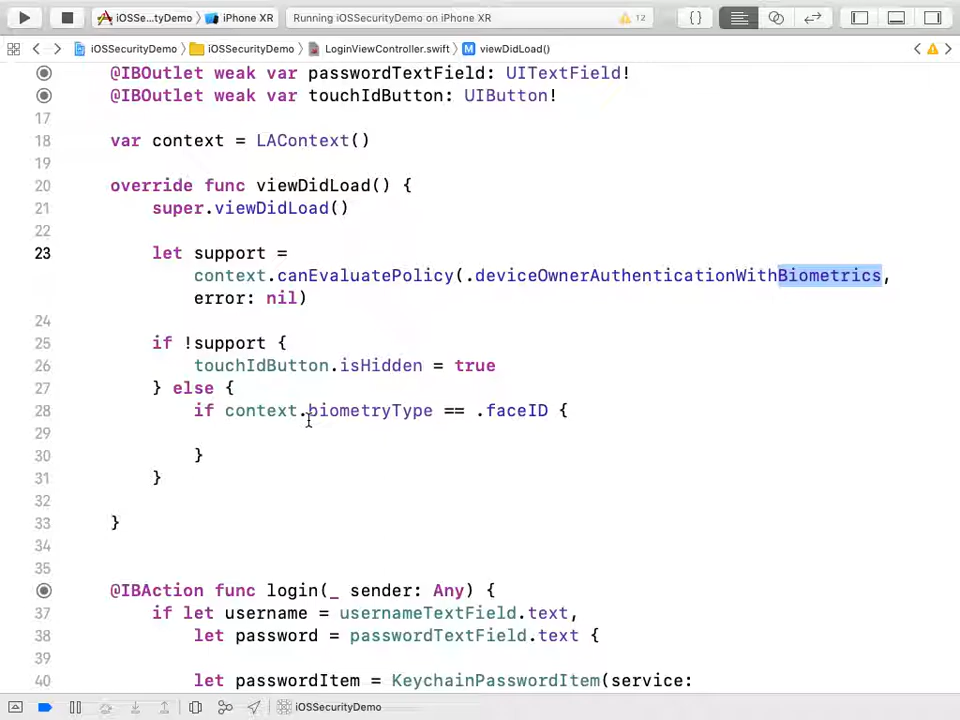 iOSSe...tyDemo iPhone XR Running iOSSecurityDemo on iPhone XR 12
iOSSecurityDemo iOSSecurityDemo LoginViewController.swift M viewDidLoad()
@IBOutlet weak var passwordTextField: UITextField!
@IBOutlet weak var touchIdButton: UIButton!
17
18 var context = LAContext()
19
20 override func viewDidLoad() {
21 super.viewDidLoad()
22
23 let support =
context.canEvaluatePolicy(.deviceOwnerAuthenticationWithBiometrics,
error: nil)
24
25 if !support {
26 touchIdButton.isHidden = true
27 } else {
28 if context.biometryType == .faceID {
29
30 }
31 }
32
33 }
34
35
@IBAction func login(_ sender: Any) {
37 if let username = usernameTextField.text,
38 let password = passwordTextField.text {
39
40 let passwordItem = KeychainPasswordItem(service:
iOSSecurityDemo